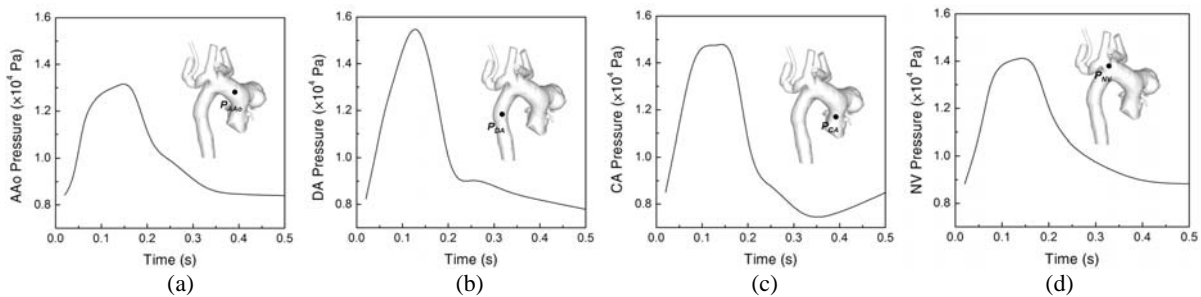 1.6
1.4
1.2
1.0
0.8
AAo Pressure (×10⁴ Pa)
P_AAo
0.0 0.1 0.2 0.3 0.4 0.5
Time (s)
(a)
1.6
1.4
1.2
1.0
0.8
DA Pressure (×10⁴ Pa)
P_DA
0.0 0.1 0.2 0.3 0.4 0.5
Time (s)
(b)
1.6
1.4
1.2
1.0
0.8
CA Pressure (×10⁴ Pa)
P_CA
0.0 0.1 0.2 0.3 0.4 0.5
Time (s)
(c)
1.6
1.4
1.2
1.0
0.8
NV Pressure (×10⁴ Pa)
P_NV
0.0 0.1 0.2 0.3 0.4 0.5
Time (s)
(d)